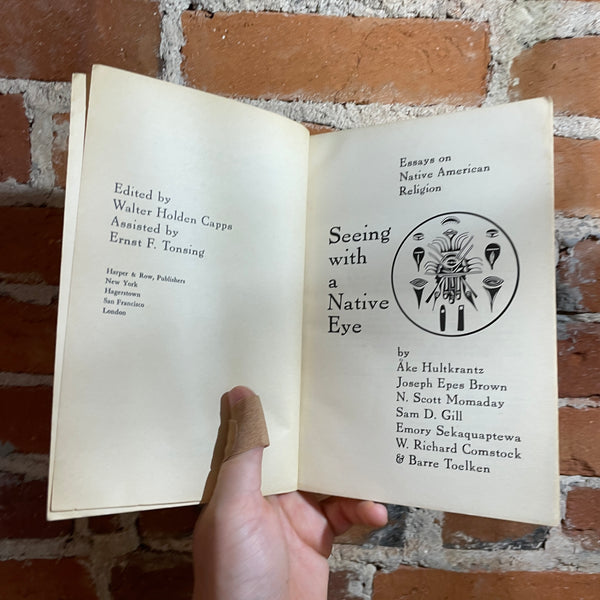 Edited by
Walter Holden Capps
Assisted by
Ernst F. Tonsing
Harper & Row, Publishers
New York
Hagerstown
San Francisco
London
Essays on
Native American
Religion
Seeing
with
a
Native
Eye
by
Åke Hultkrantz
Joseph Epes Brown
N. Scott Momaday
Sam D. Gill
Emory Sekaquaptewa
W. Richard Comstock
& Barre Toelken